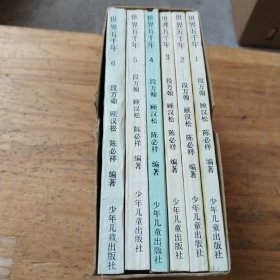 世界五千年 6 段万翰 顾汉松 陈必祥 编著 少年儿童出版社
世界五千年 5 段万翰 顾汉松 陈必祥 编著 少年儿童出版社
世界五千年 4 段万翰 顾汉松 陈必祥 编著 少年儿童出版社
世界五千年 3 段万翰 顾汉松 陈必祥 编著 少年儿童出版社
世界五千年 2 段万翰 顾汉松 陈必祥 编著 少年儿童出版社
世界五千年 1 段万翰 顾汉松 陈必祥 编著 少年儿童出版社